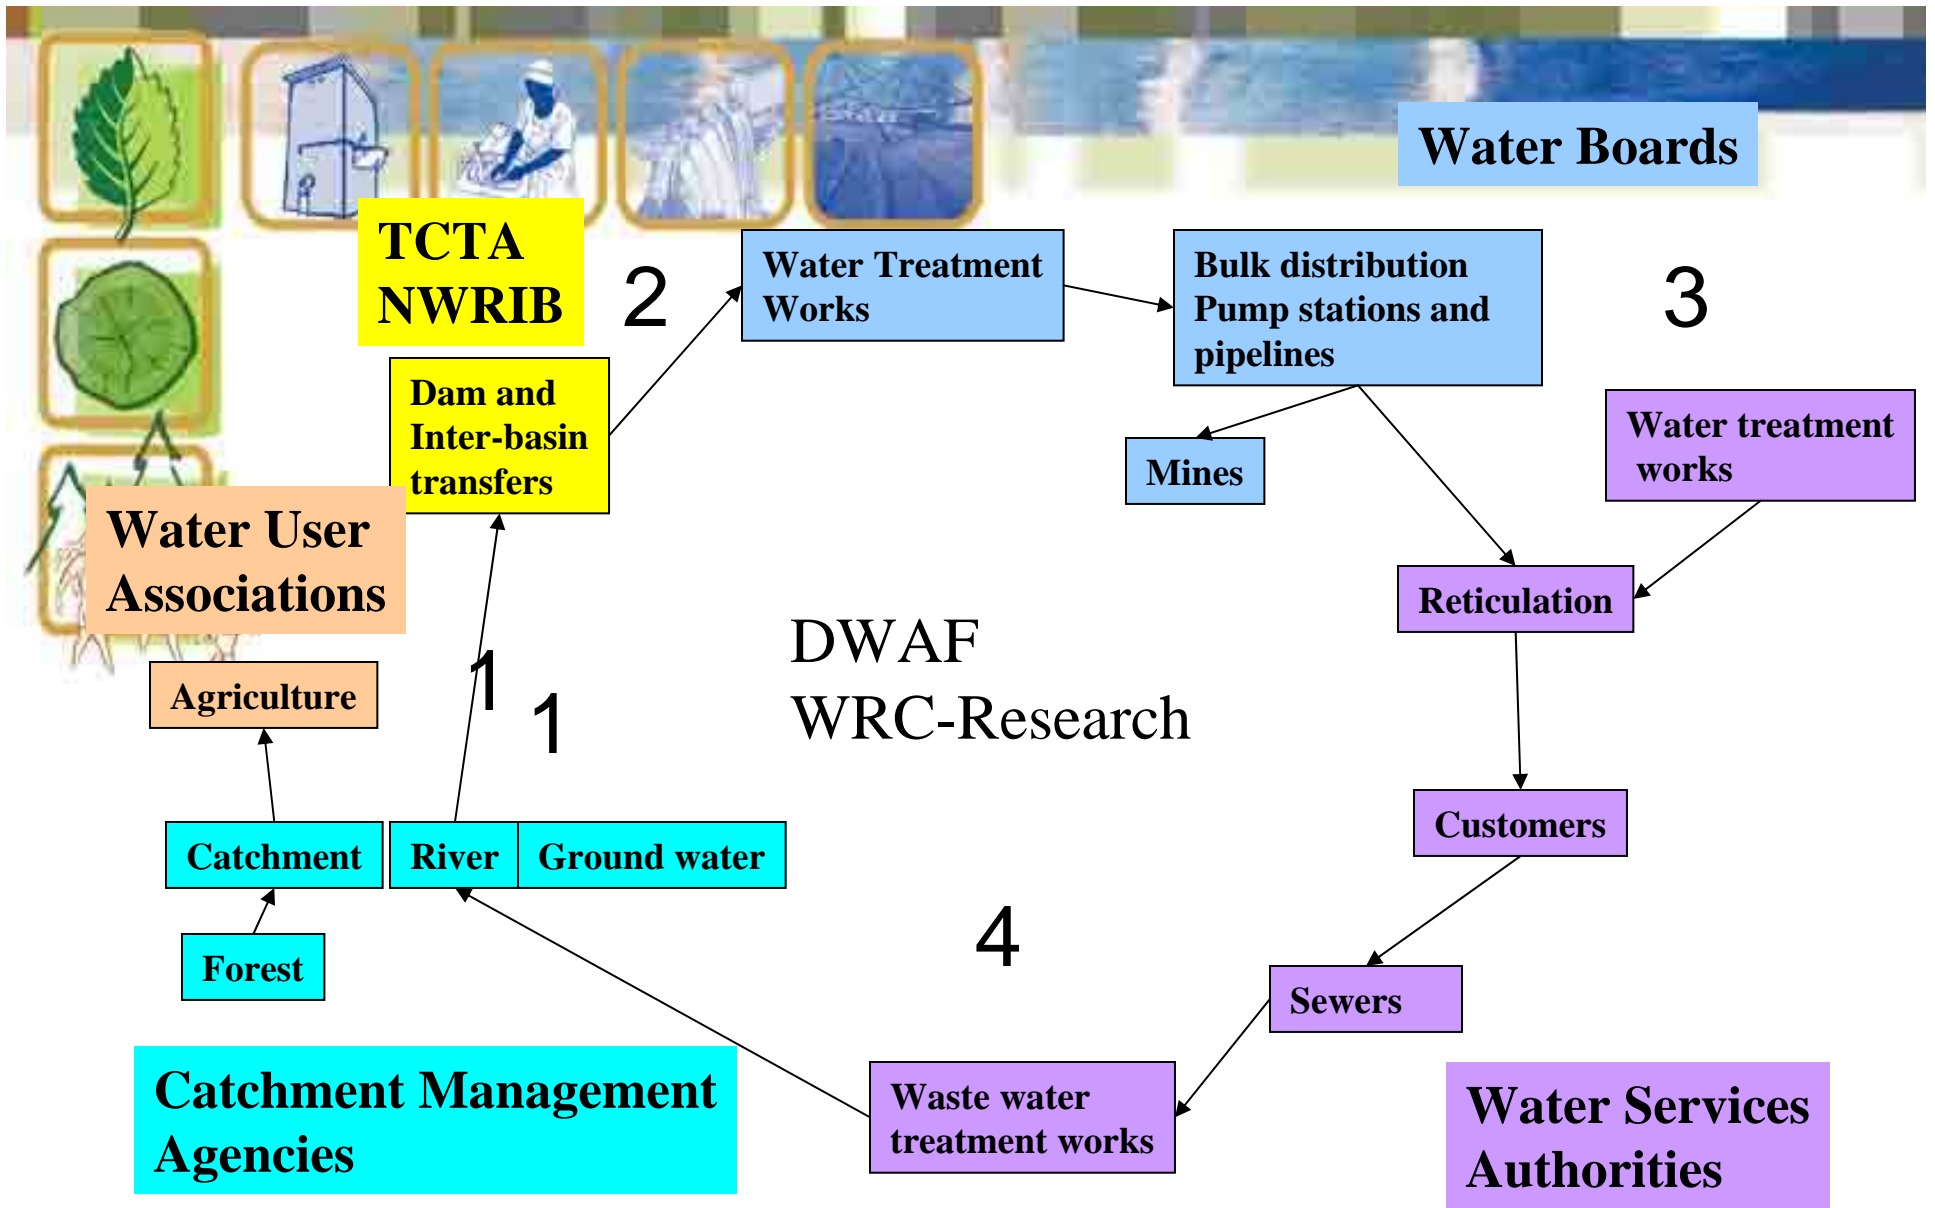 Water Boards
TCTA
NWRIB
2
Water Treatment
Works
Bulk distribution
Pump stations and
pipelines
3
Dam and
Inter-basin
transfers
Mines
Water treatment
works
Water User
Associations
Reticulation
Agriculture
1
1
DWAF
WRC-Research
Catchment
River
Ground water
Customers
Forest
4
Sewers
Catchment Management
Agencies
Waste water
treatment works
Water Services
Authorities